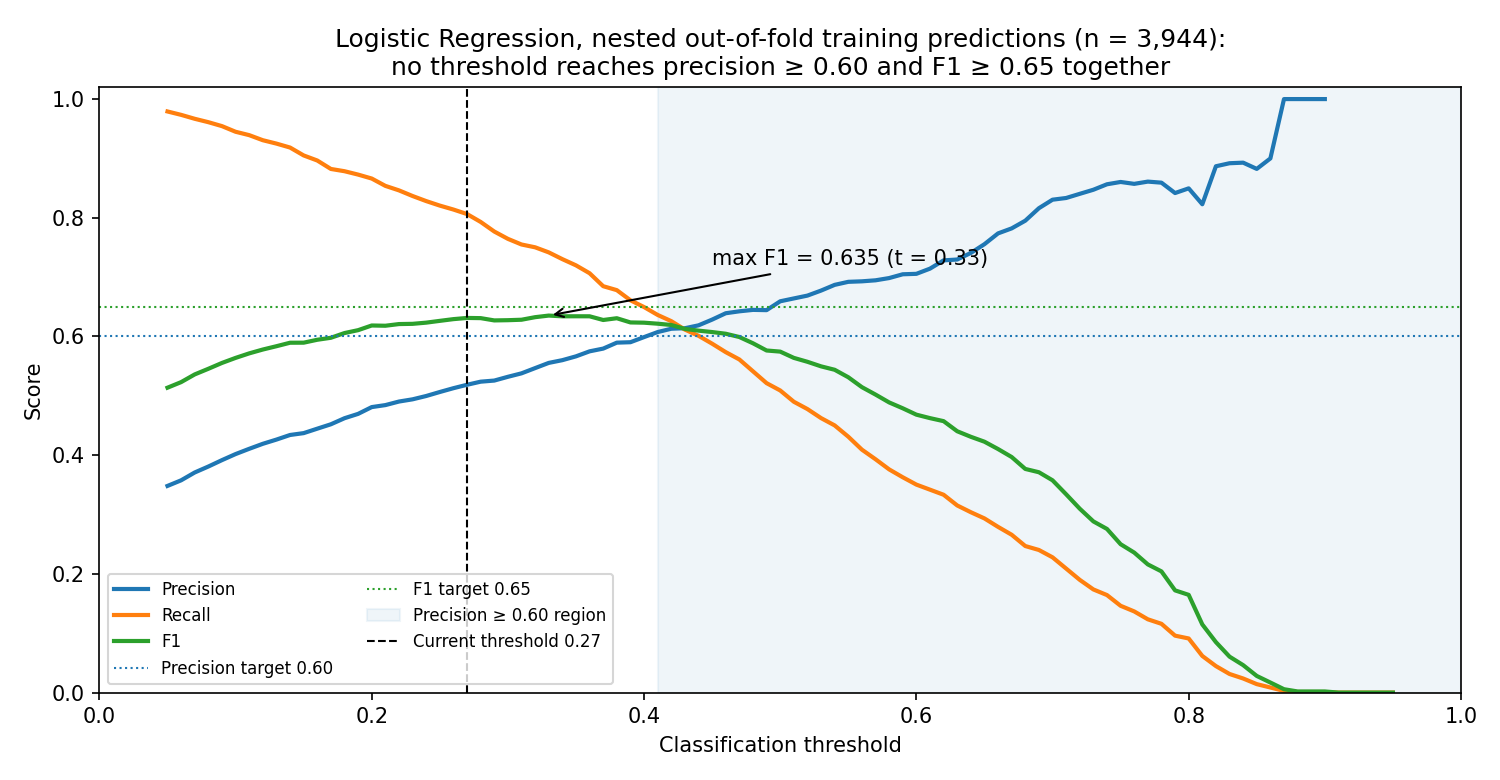 Logistic Regression, nested out-of-fold training predictions (n = 3,944):
no threshold reaches precision ≥ 0.60 and F1 ≥ 0.65 together
1.0
0.8
0.6
0.4
0.2
0.0
Score
max F1 = 0.635 (t = 0.33)
Precision
Recall
F1
Precision target 0.60
F1 target 0.65
Precision ≥ 0.60 region
Current threshold 0.27
0.0
0.2
0.4
0.6
0.8
1.0
Classification threshold